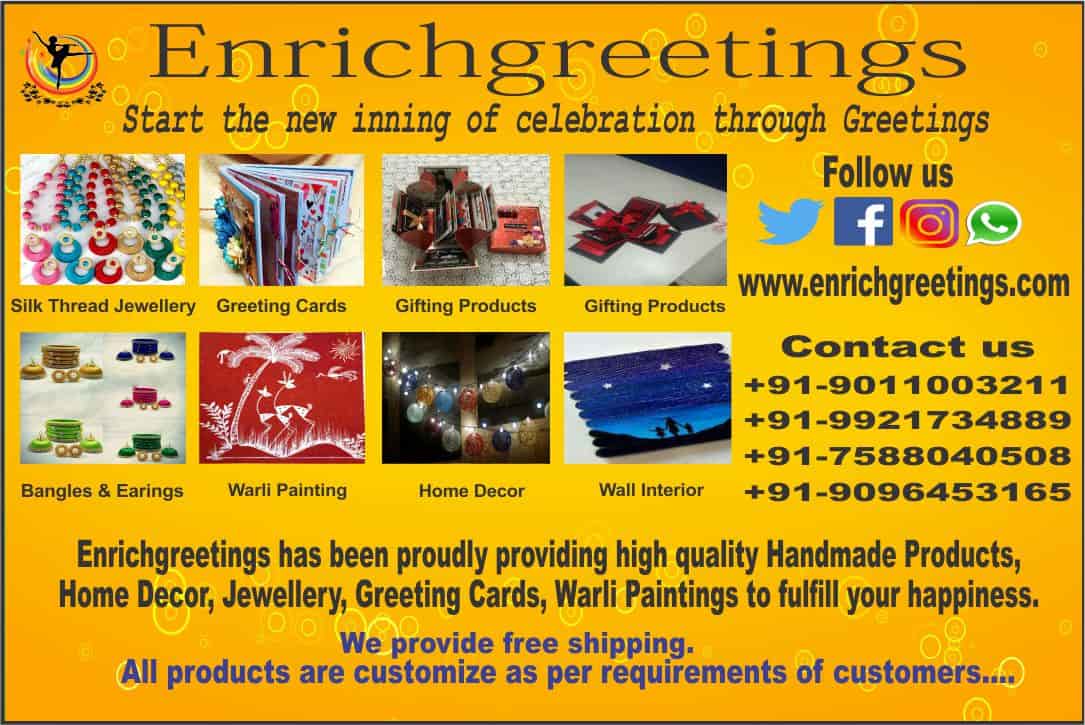 Enrichgreetings
Start the new inning of celebration through Greetings
Silk Thread Jewellery
Greeting Cards
Gifting Products
Gifting Products
Follow us
www.enrichgreetings.com
Bangles & Earings
Warli Painting
Home Decor
Wall Interior
Contact us
+91-9011003211
+91-9921734889
+91-7588040508
+91-9096453165
Enrichgreetings has been proudly providing high quality Handmade Products,
Home Decor, Jewellery, Greeting Cards, Warli Paintings to fulfill your happiness.
We provide free shipping.
All products are customize as per requirements of customers....